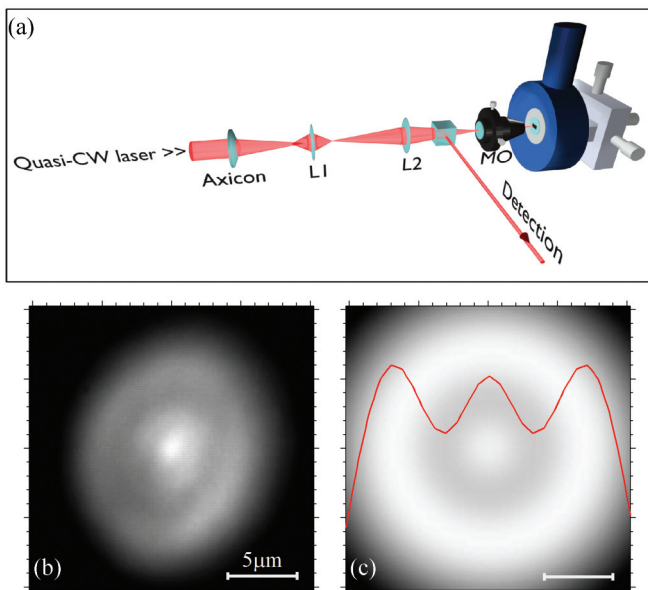 (a)
Quasi-CW laser >>
Axicon
L1
L2
MO
Detection
(b)
5μm
(c)